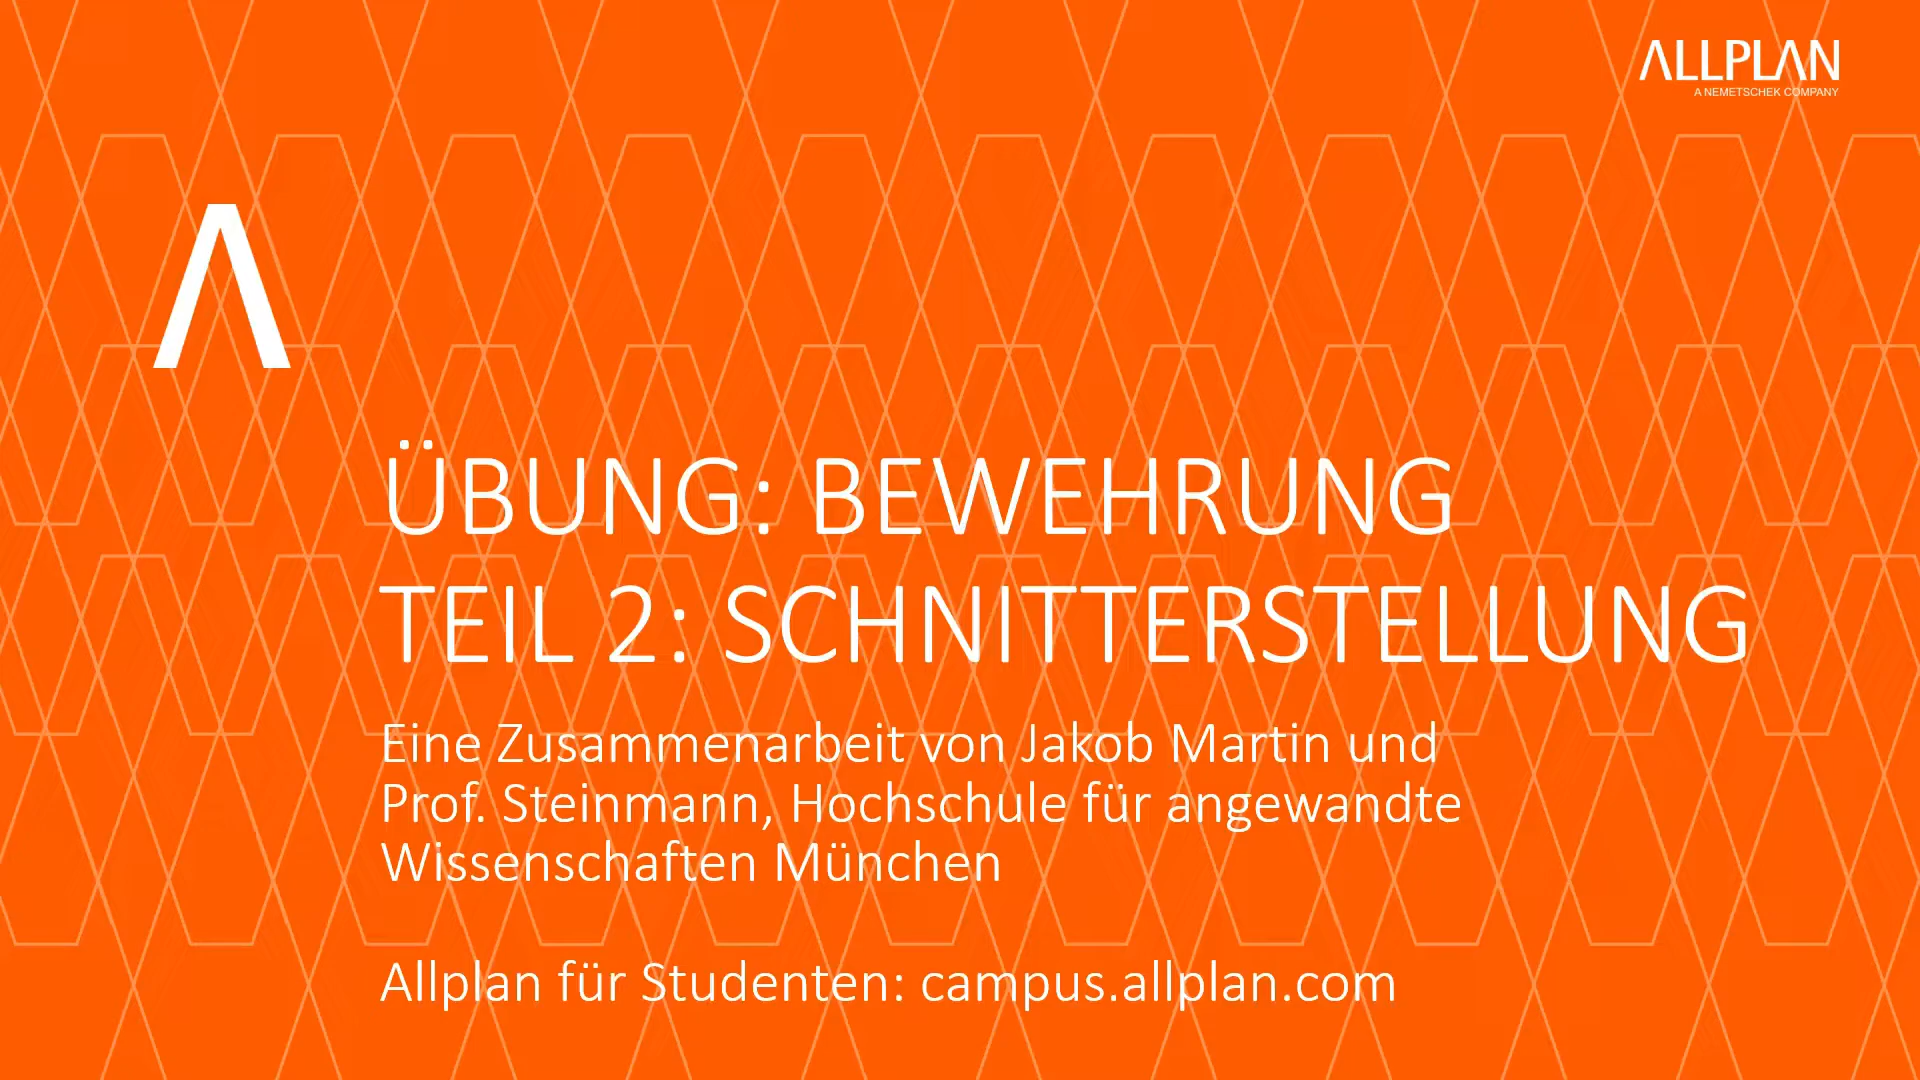 ALLPLAN
A NEMETSCHEK COMPANY
ÜBUNG: BEWEHRUNG
TEIL 2: SCHNITTERSTELLUNG
Eine Zusammenarbeit von Jakob Martin und
Prof. Steinmann, Hochschule für angewandte
Wissenschaften München
Allplan für Studenten: campus.allplan.com